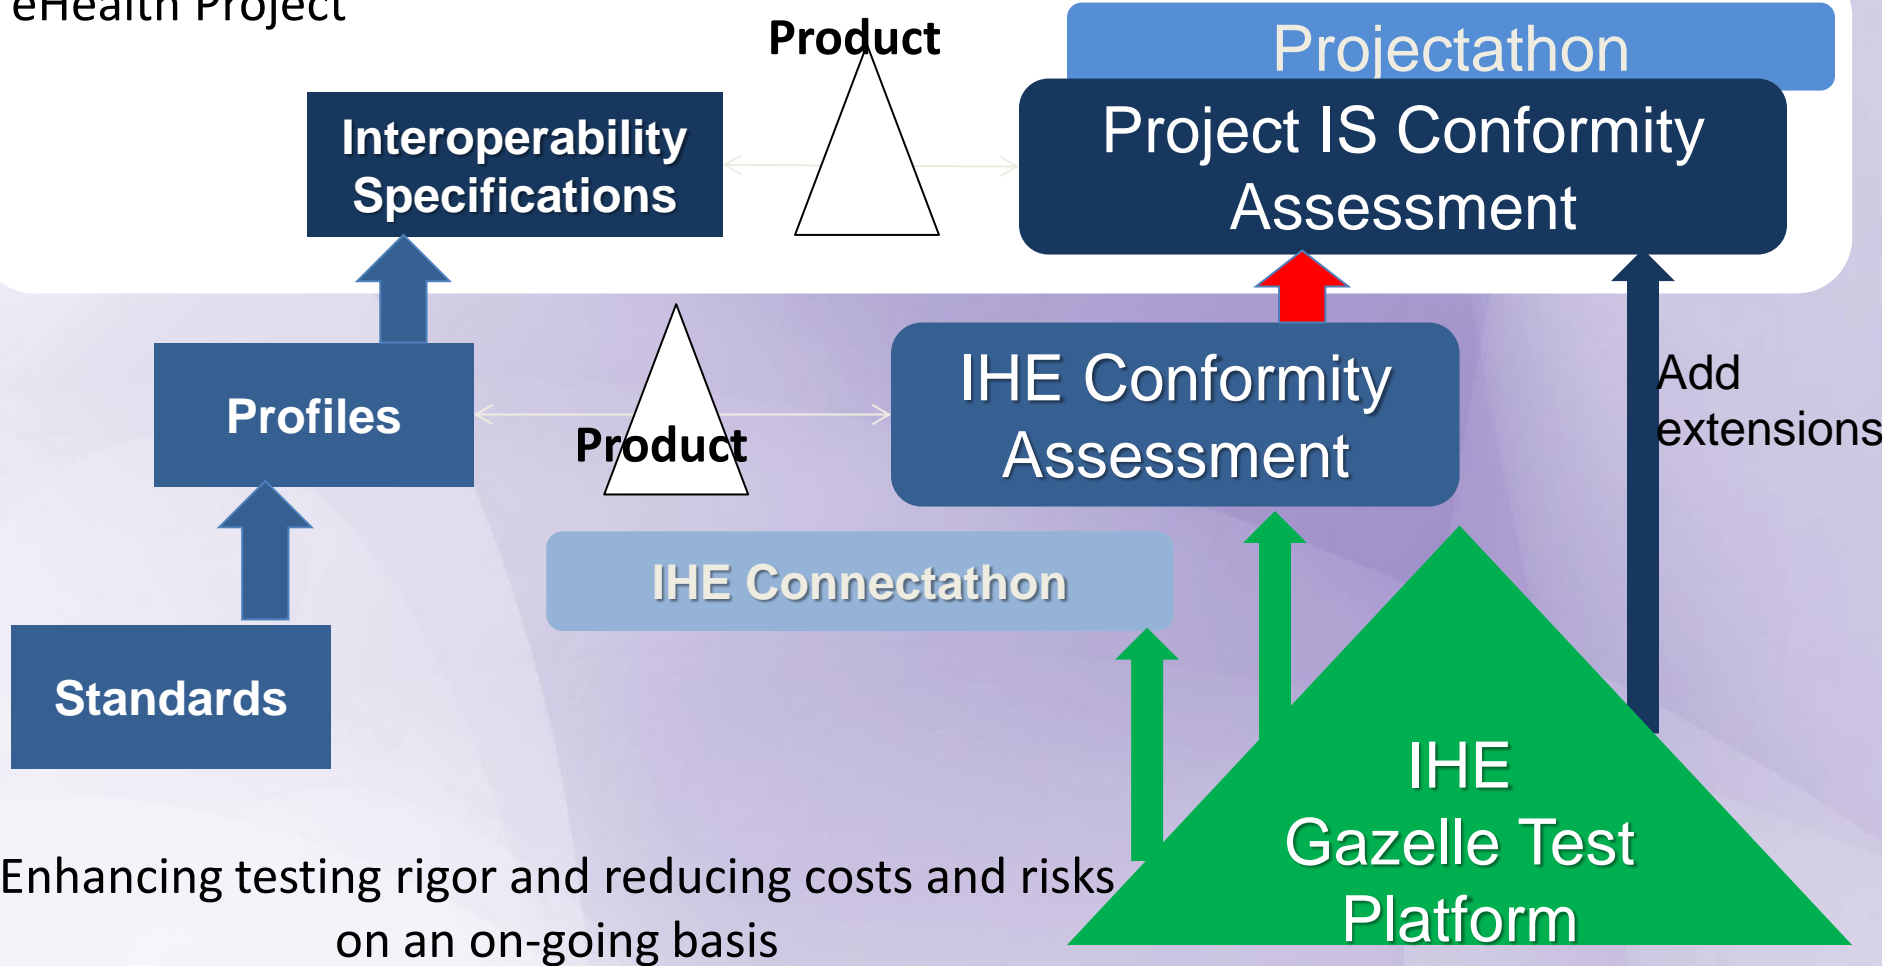 eHealth Project
Product
Projectathon
Interoperability
Specifications
Project IS Conformity
Assessment
Profiles
Product
IHE Conformity
Assessment
Add
extensions
IHE Connectathon
Standards
IHE
Gazelle Test
Platform
Enhancing testing rigor and reducing costs and risks
on an on-going basis